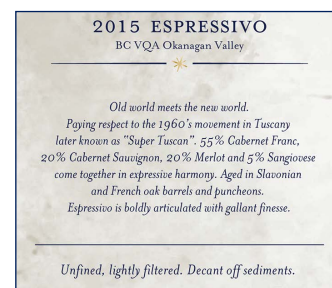 2015 ESPRESSIVO
BC VQA Okanagan Valley
Old world meets the new world.
Paying respect to the 1960's movement in Tuscany
later known as "Super Tuscan". 55% Cabernet Franc,
20% Cabernet Sauvignon, 20% Merlot and 5% Sangiovese
come together in expressive harmony. Aged in Slavonian
and French oak barrels and puncheons.
Espressivo is boldly articulated with gallant finesse.
Unfined, lightly filtered. Decant off sediments.